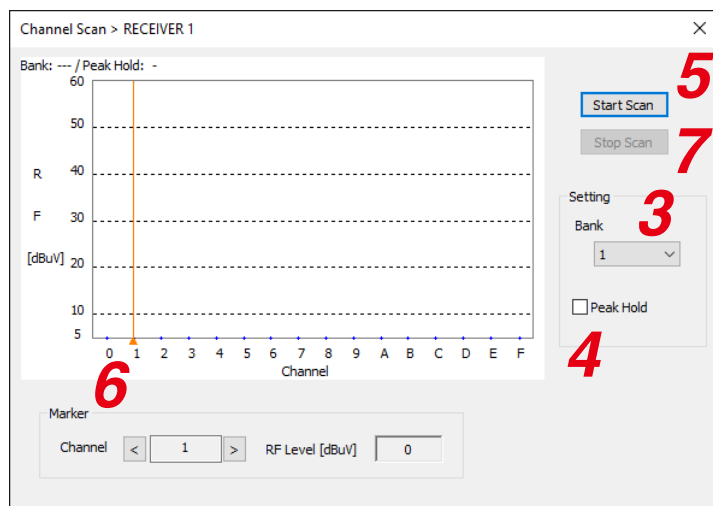 Channel Scan > RECEIVER 1
Bank: --- / Peak Hold: -
60
50
R 40
F 30
[dBuV] 20
10
5
0 1 2 3 4 5 6 7 8 9 A B C D E F
Channel
5
Start Scan
Stop Scan
7
Setting
3
Bank
1
Peak Hold
4
6
Marker
Channel < 1 > RF Level [dBuV] 0